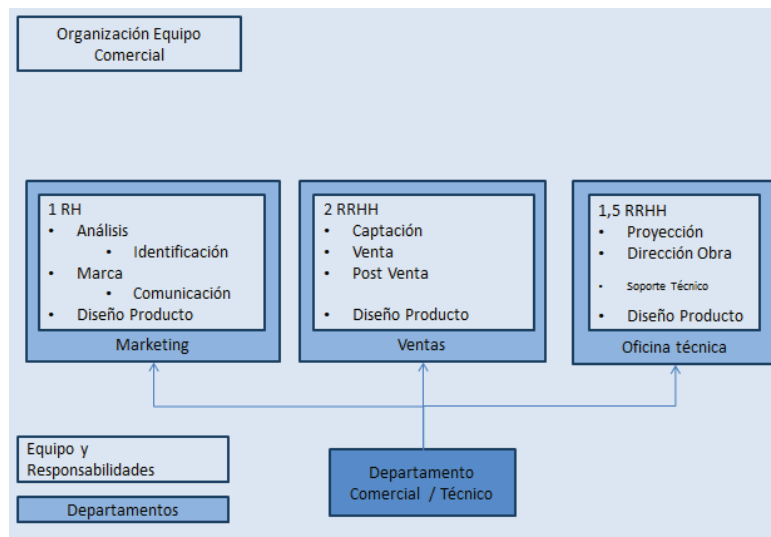 Organización Equipo
Comercial
1 RH
• Análisis
• Identificación
• Marca
• Comunicación
• Diseño Producto
Marketing
2 RRHH
• Captación
• Venta
• Post Venta
• Diseño Producto
Ventas
1,5 RRHH
• Proyección
• Dirección Obra
• Soporte Técnico
• Diseño Producto
Oficina técnica
Equipo y
Responsabilidades
Departamentos
Departamento
Comercial / Técnico